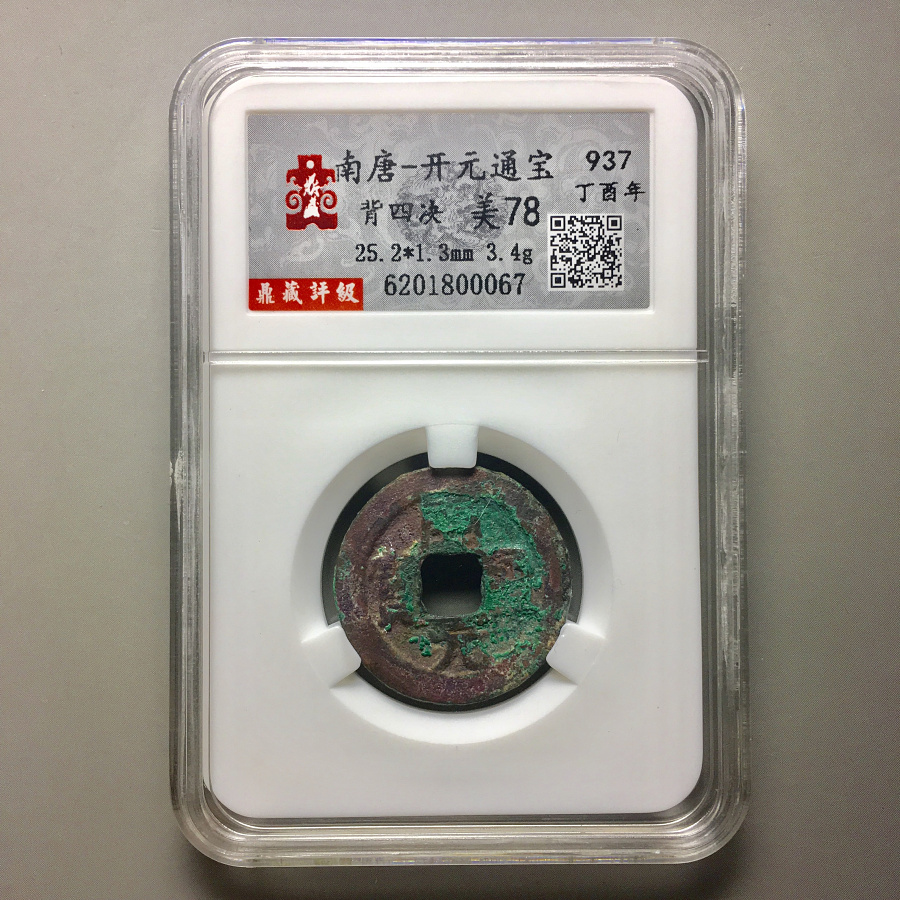 南唐-开元通宝 937
丁酉年
背四决 美78
25.2*1.3mm 3.4g
鼎藏評級 6201800067
元